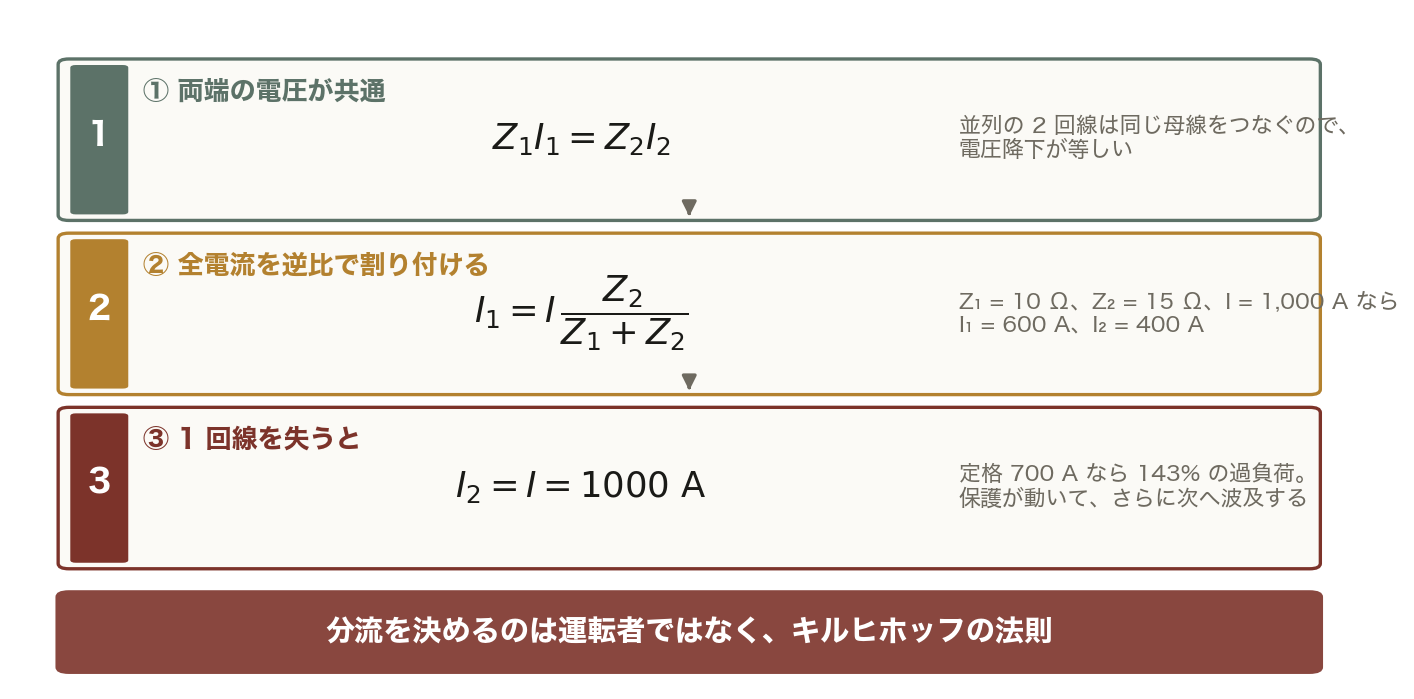 1
① 両端の電圧が共通
Z₁I₁ = Z₂I₂
並列の 2 回線は同じ母線をつなぐので、
電圧降下が等しい
▼
2
② 全電流を逆比で割り付ける
I₁ = I Z₂ / (Z₁ + Z₂)
Z₁ = 10 Ω、Z₂ = 15 Ω、I = 1,000 A なら
I₁ = 600 A、I₂ = 400 A
▼
3
③ 1 回線を失うと
I₂ = I = 1000 A
定格 700 A なら 143% の過負荷。
保護が動いて、さらに次へ波及する
分流を決めるのは運転者ではなく、キルヒホッフの法則